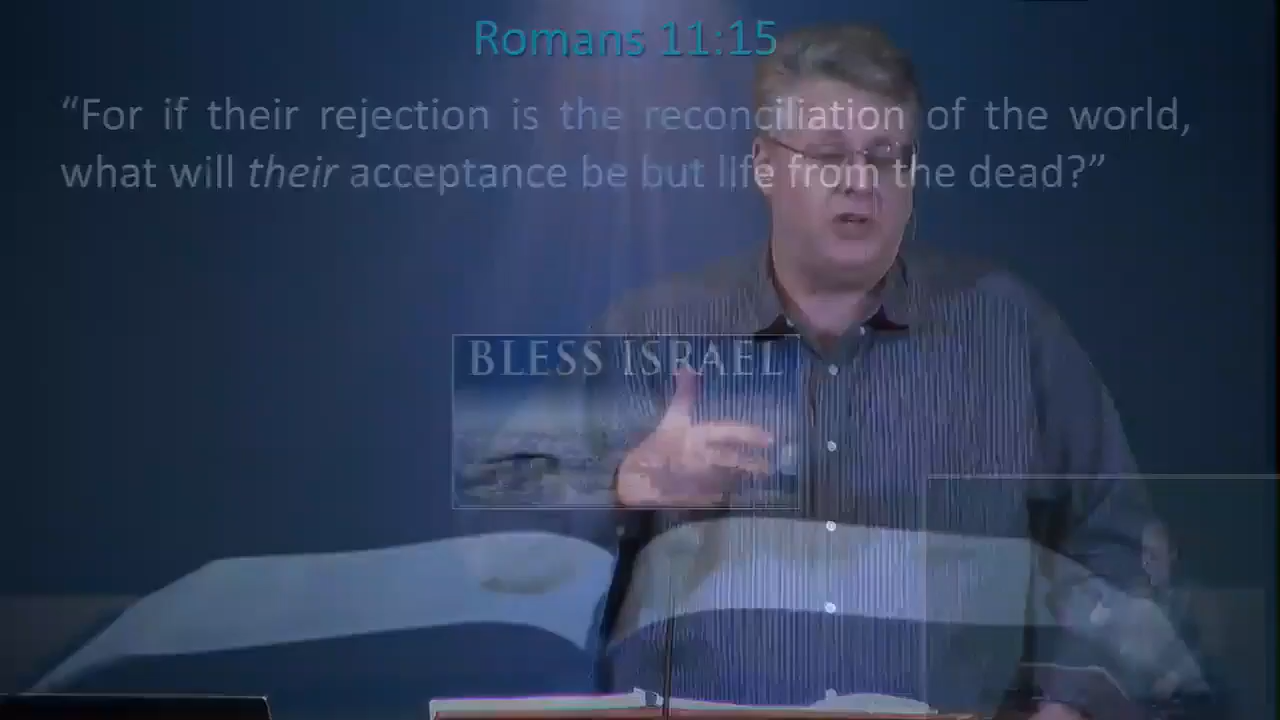 Romans 11:15
“For if their rejection is the reconciliation of the world,
what will their acceptance be but life from the dead?”
BLESS ISRAEL